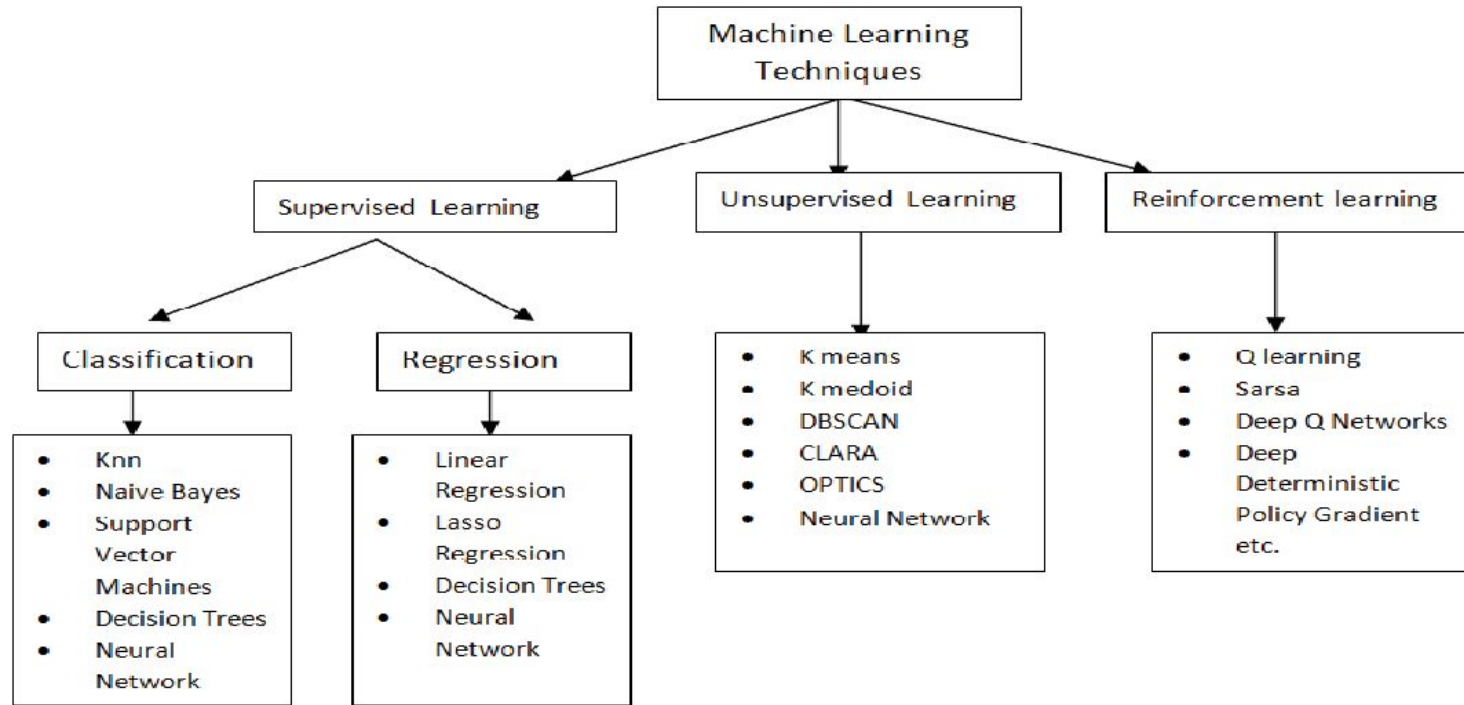 Machine Learning
Techniques
Supervised Learning
Unsupervised Learning
Reinforcement learning
Classification
Regression
• Knn
• Naive Bayes
• Support
Vector
Machines
• Decision Trees
• Neural
Network
• Linear
Regression
• Lasso
Regression
• Decision Trees
• Neural
Network
• K means
• K medoid
• DBSCAN
• CLARA
• OPTICS
• Neural Network
• Q learning
• Sarsa
• Deep Q Networks
• Deep
Deterministic
Policy Gradient
etc.